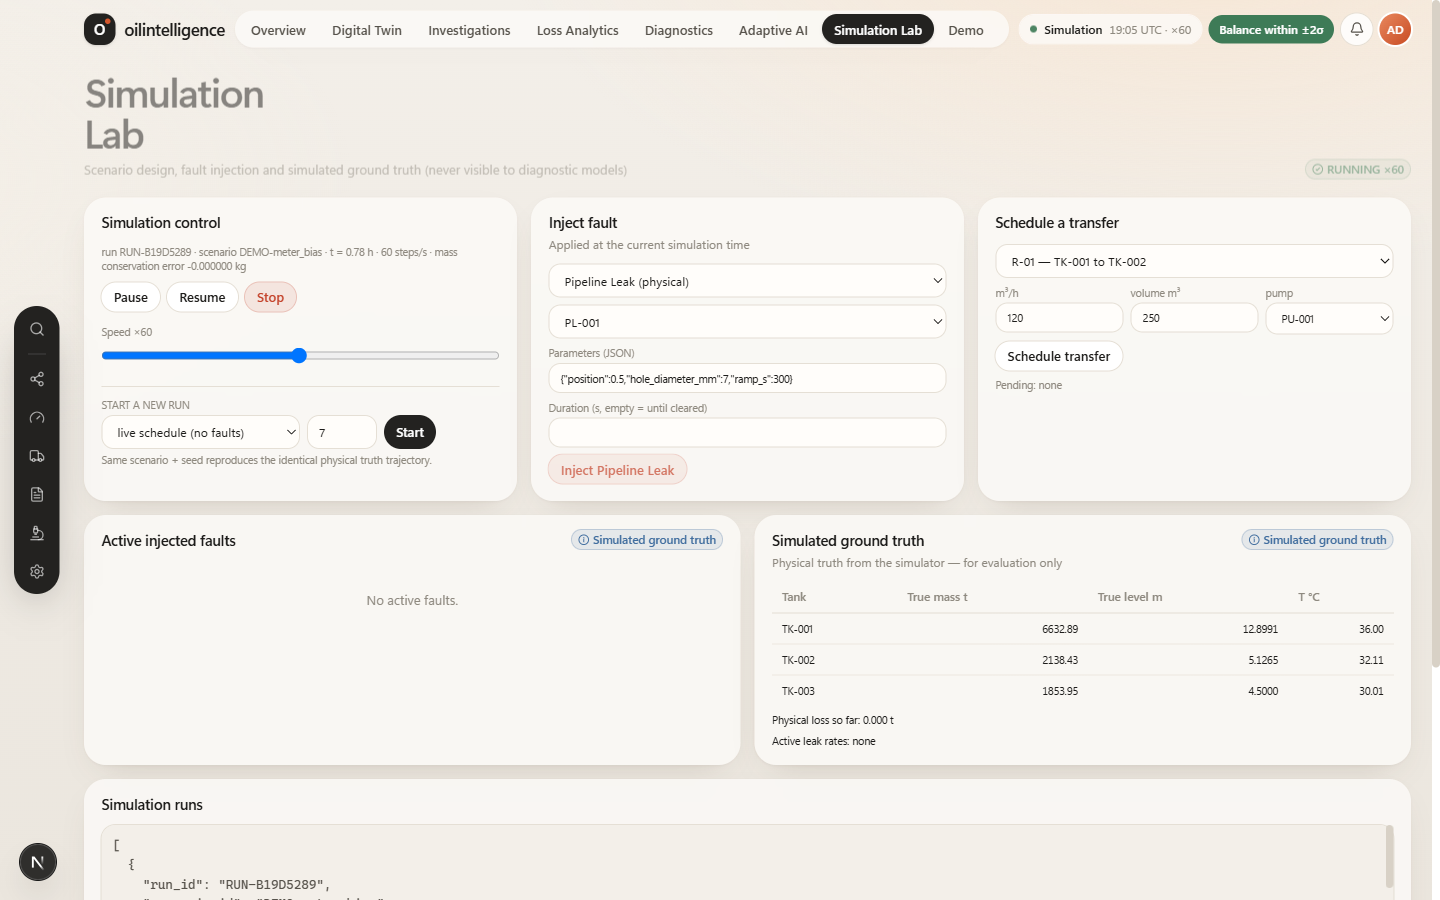 oilintelligence
Overview
Digital Twin
Investigations
Loss Analytics
Diagnostics
Adaptive AI
Simulation Lab
Demo
Simulation 19:05 UTC · ×60
Balance within ±2σ
AD
Simulation
Lab
Scenario design, fault injection and simulated ground truth (never visible to diagnostic models)
RUNNING ×60
Simulation control
run RUN-B19D5289 · scenario DEMO-meter_bias · t = 0.78 h · 60 steps/s · mass
conservation error -0.000000 kg
Pause
Resume
Stop
Speed ×60
START A NEW RUN
live schedule (no faults)
7
Start
Same scenario + seed reproduces the identical physical truth trajectory.
Inject fault
Applied at the current simulation time
Pipeline Leak (physical)
PL-001
Parameters (JSON)
{"position":0.5,"hole_diameter_mm":7,"ramp_s":300}
Duration (s, empty = until cleared)
Inject Pipeline Leak
Schedule a transfer
R-01 — TK-001 to TK-002
m³/h
volume m³
pump
120
250
PU-001
Schedule transfer
Pending: none
Active injected faults
Simulated ground truth
No active faults.
Simulated ground truth
Simulated ground truth
Physical truth from the simulator — for evaluation only
Tank True mass t True level m T °C
TK-001 6632.89 12.8991 36.00
TK-002 2138.43 5.1265 32.11
TK-003 1853.95 4.5000 30.01
Physical loss so far: 0.000 t
Active leak rates: none
Simulation runs
[
{
"run_id": "RUN-B19D5289",
N